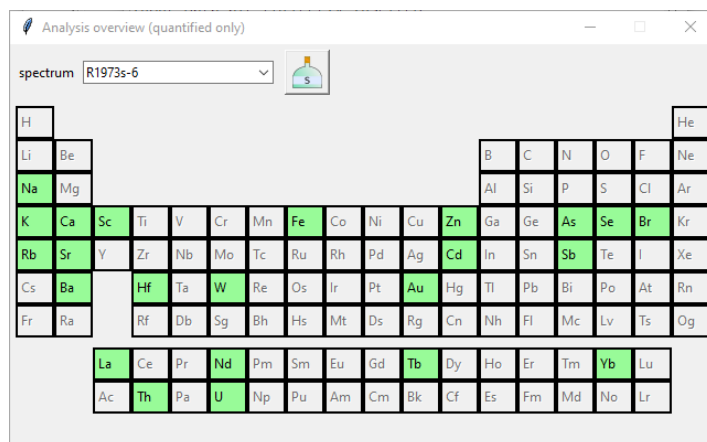 Analysis overview (quantified only)
spectrum R1973s-6
S
H He
Li Be B C N O F Ne
Na Mg Al Si P S Cl Ar
K Ca Sc Ti V Cr Mn Fe Co Ni Cu Zn Ga Ge As Se Br Kr
Rb Sr Y Zr Nb Mo Tc Ru Rh Pd Ag Cd In Sn Sb Te I Xe
Cs Ba Hf Ta W Re Os Ir Pt Au Hg Tl Pb Bi Po At Rn
Fr Ra Rf Db Sg Bh Hs Mt Ds Rg Cn Nh Fl Mc Lv Ts Og
La Ce Pr Nd Pm Sm Eu Gd Tb Dy Ho Er Tm Yb Lu
Ac Th Pa U Np Pu Am Cm Bk Cf Es Fm Md No Lr